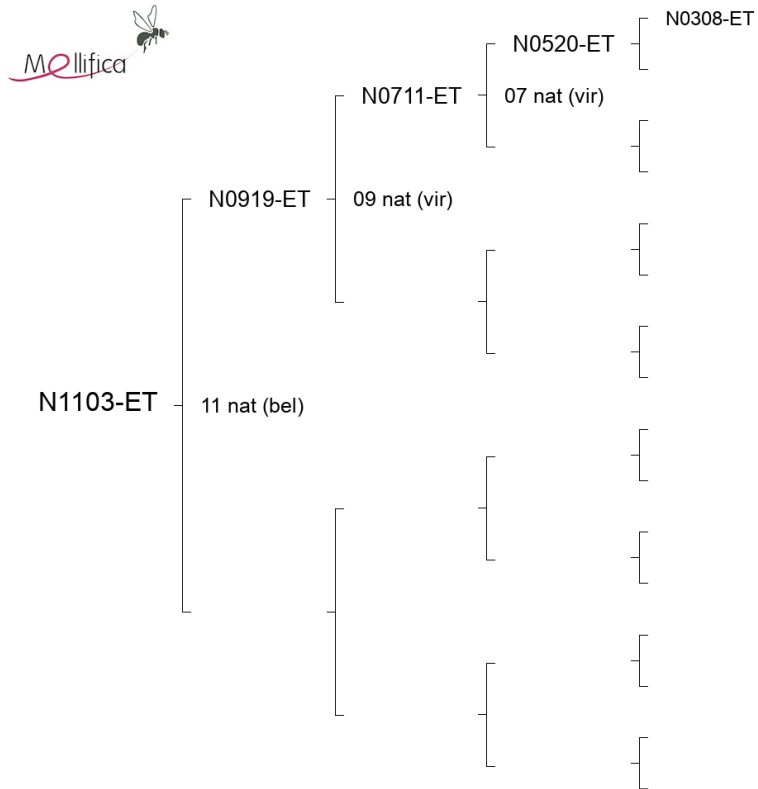 Mellifica
N0308-ET
N0520-ET
N0711-ET 07 nat (vir)
N0919-ET 09 nat (vir)
N1103-ET 11 nat (bel)